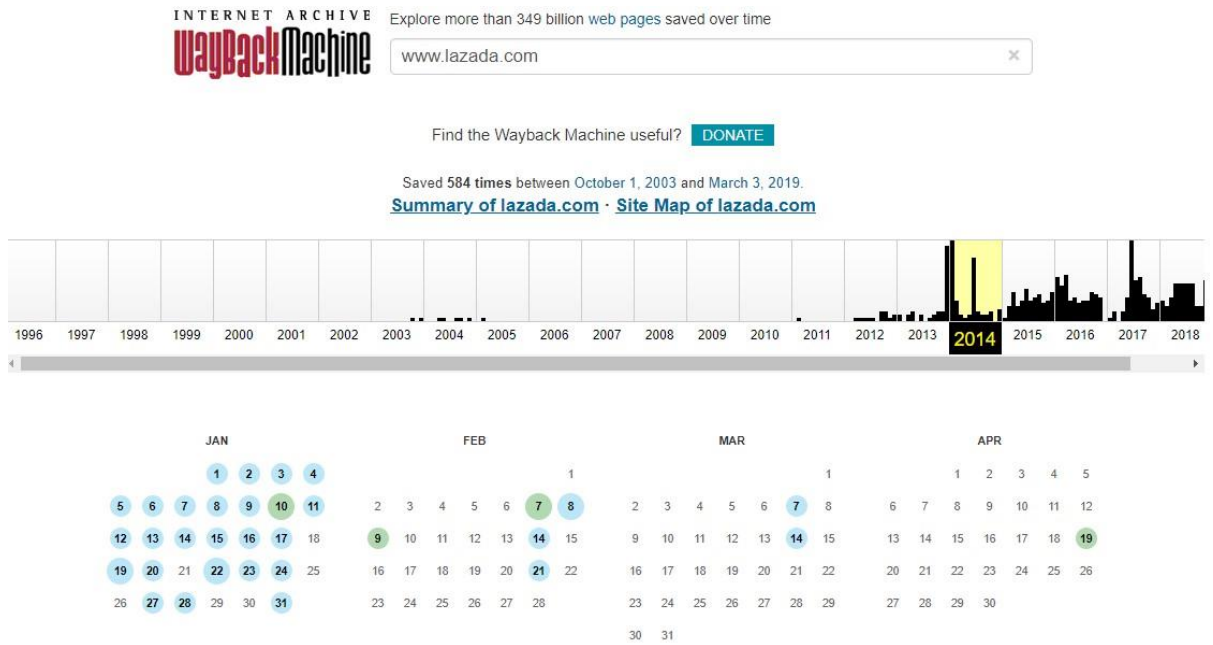 INTERNET ARCHIVE
WayBackMachine
Explore more than 349 billion web pages saved over time
www.lazada.com ×
Find the Wayback Machine useful? DONATE
Saved 584 times between October 1, 2003 and March 3, 2019.
Summary of lazada.com · Site Map of lazada.com
1996 1997 1998 1999 2000 2001 2002 2003 2004 2005 2006 2007 2008 2009 2010 2011 2012 2013 2014 2015 2016 2017 2018
JAN
1 2 3 4
5 6 7 8 9 10 11
12 13 14 15 16 17 18
19 20 21 22 23 24 25
26 27 28 29 30 31
FEB
1
2 3 4 5 6 7 8
9 10 11 12 13 14 15
16 17 18 19 20 21 22
23 24 25 26 27 28
MAR
1
2 3 4 5 6 7 8
9 10 11 12 13 14 15
16 17 18 19 20 21 22
23 24 25 26 27 28 29
30 31
APR
1 2 3 4 5
6 7 8 9 10 11 12
13 14 15 16 17 18 19
20 21 22 23 24 25 26
27 28 29 30